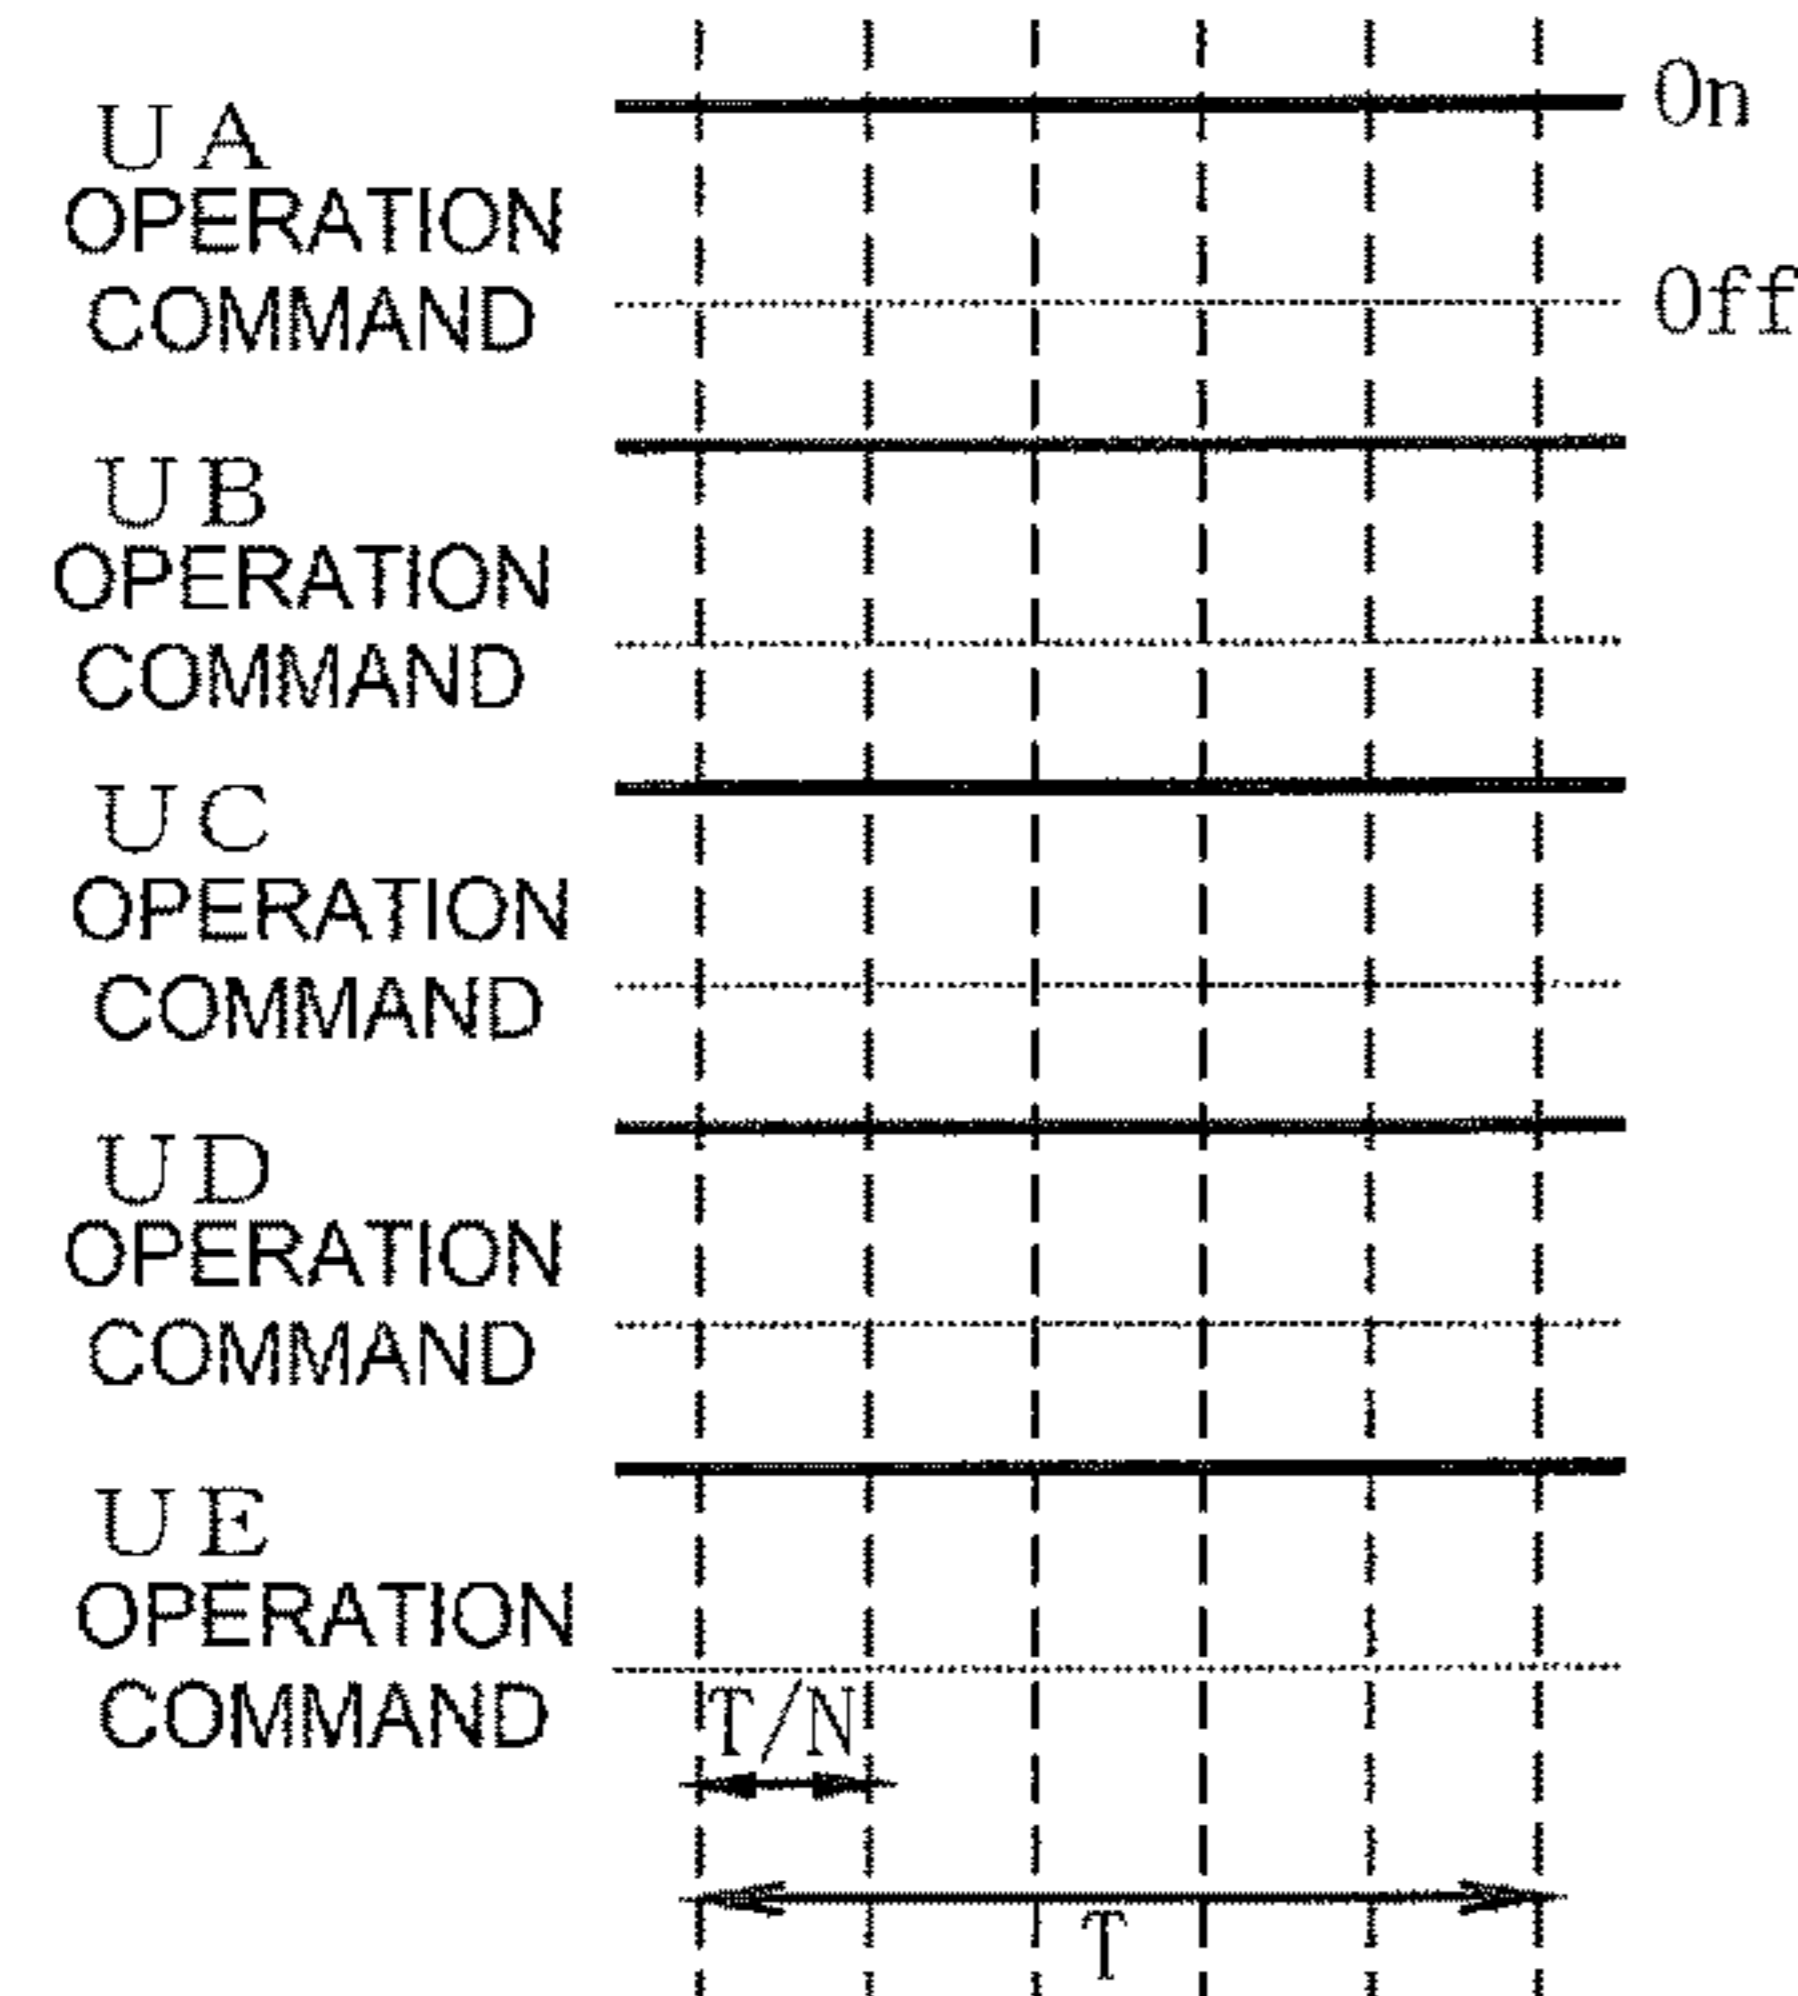 On
UA
OPERATION
COMMAND
Off
UB
OPERATION
COMMAND
UC
OPERATION
COMMAND
UD
OPERATION
COMMAND
UE
OPERATION
COMMAND
T/N
T